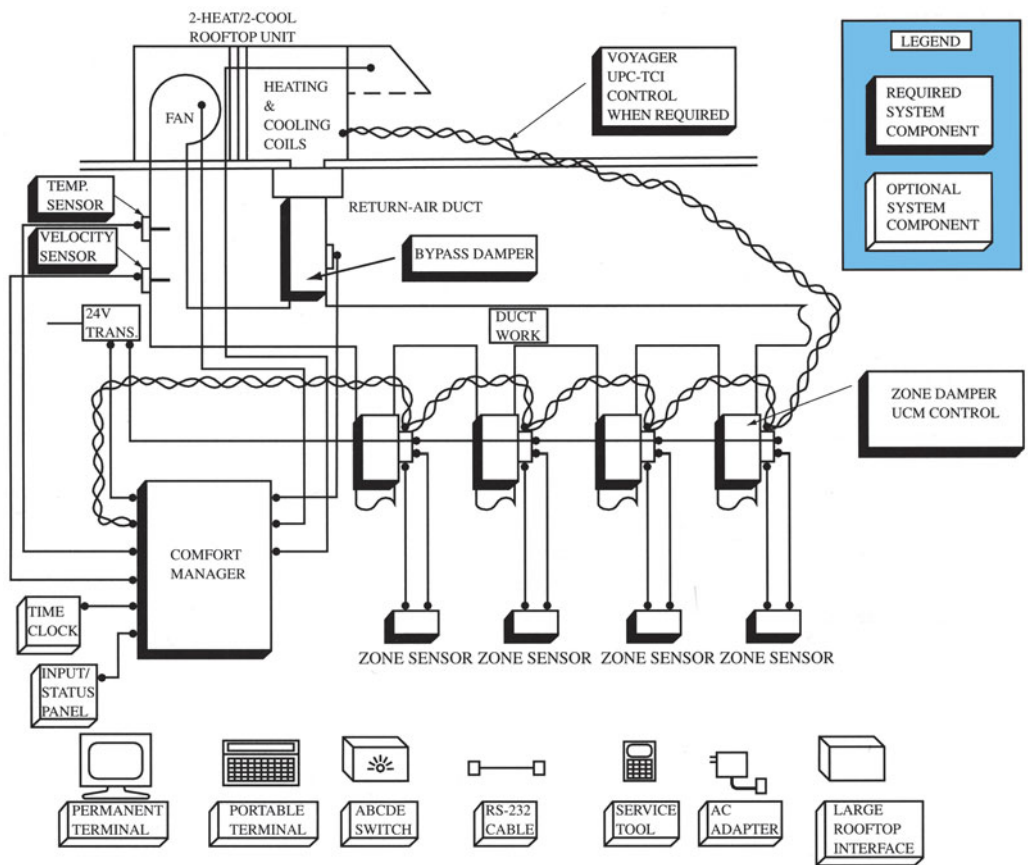 2-HEAT/2-COOL
ROOFTOP UNIT
FAN
HEATING
&
COOLING
COILS
VOYAGER
UPC-TCI
CONTROL
WHEN REQUIRED
LEGEND
REQUIRED
SYSTEM
COMPONENT
OPTIONAL
SYSTEM
COMPONENT
TEMP.
SENSOR
VELOCITY
SENSOR
RETURN-AIR DUCT
BYPASS DAMPER
24V
TRANS.
DUCT
WORK
ZONE DAMPER
UCM CONTROL
COMFORT
MANAGER
TIME
CLOCK
INPUT/
STATUS
PANEL
ZONE SENSOR
ZONE SENSOR
ZONE SENSOR
ZONE SENSOR
PERMANENT
TERMINAL
PORTABLE
TERMINAL
ABCDE
SWITCH
RS-232
CABLE
SERVICE
TOOL
AC
ADAPTER
LARGE
ROOFTOP
INTERFACE